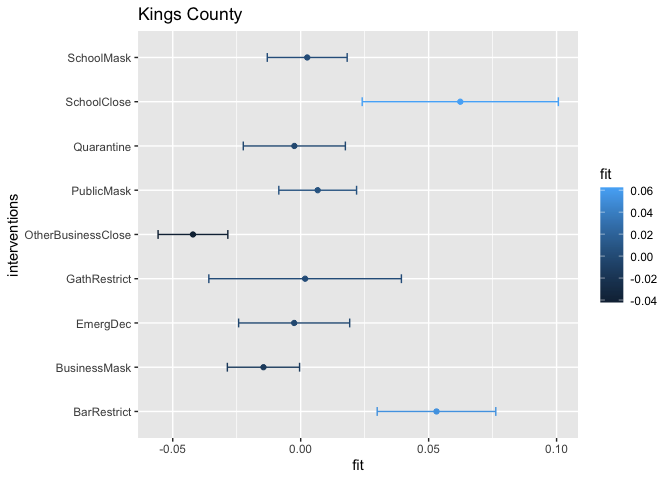 Kings County
SchoolMask
SchoolClose
Quarantine
PublicMask
OtherBusinessClose
GathRestrict
EmergDec
BusinessMask
BarRestrict
interventions
-0.05 0.00 0.05 0.10
fit
fit
0.06
0.04
0.02
0.00
-0.02
-0.04